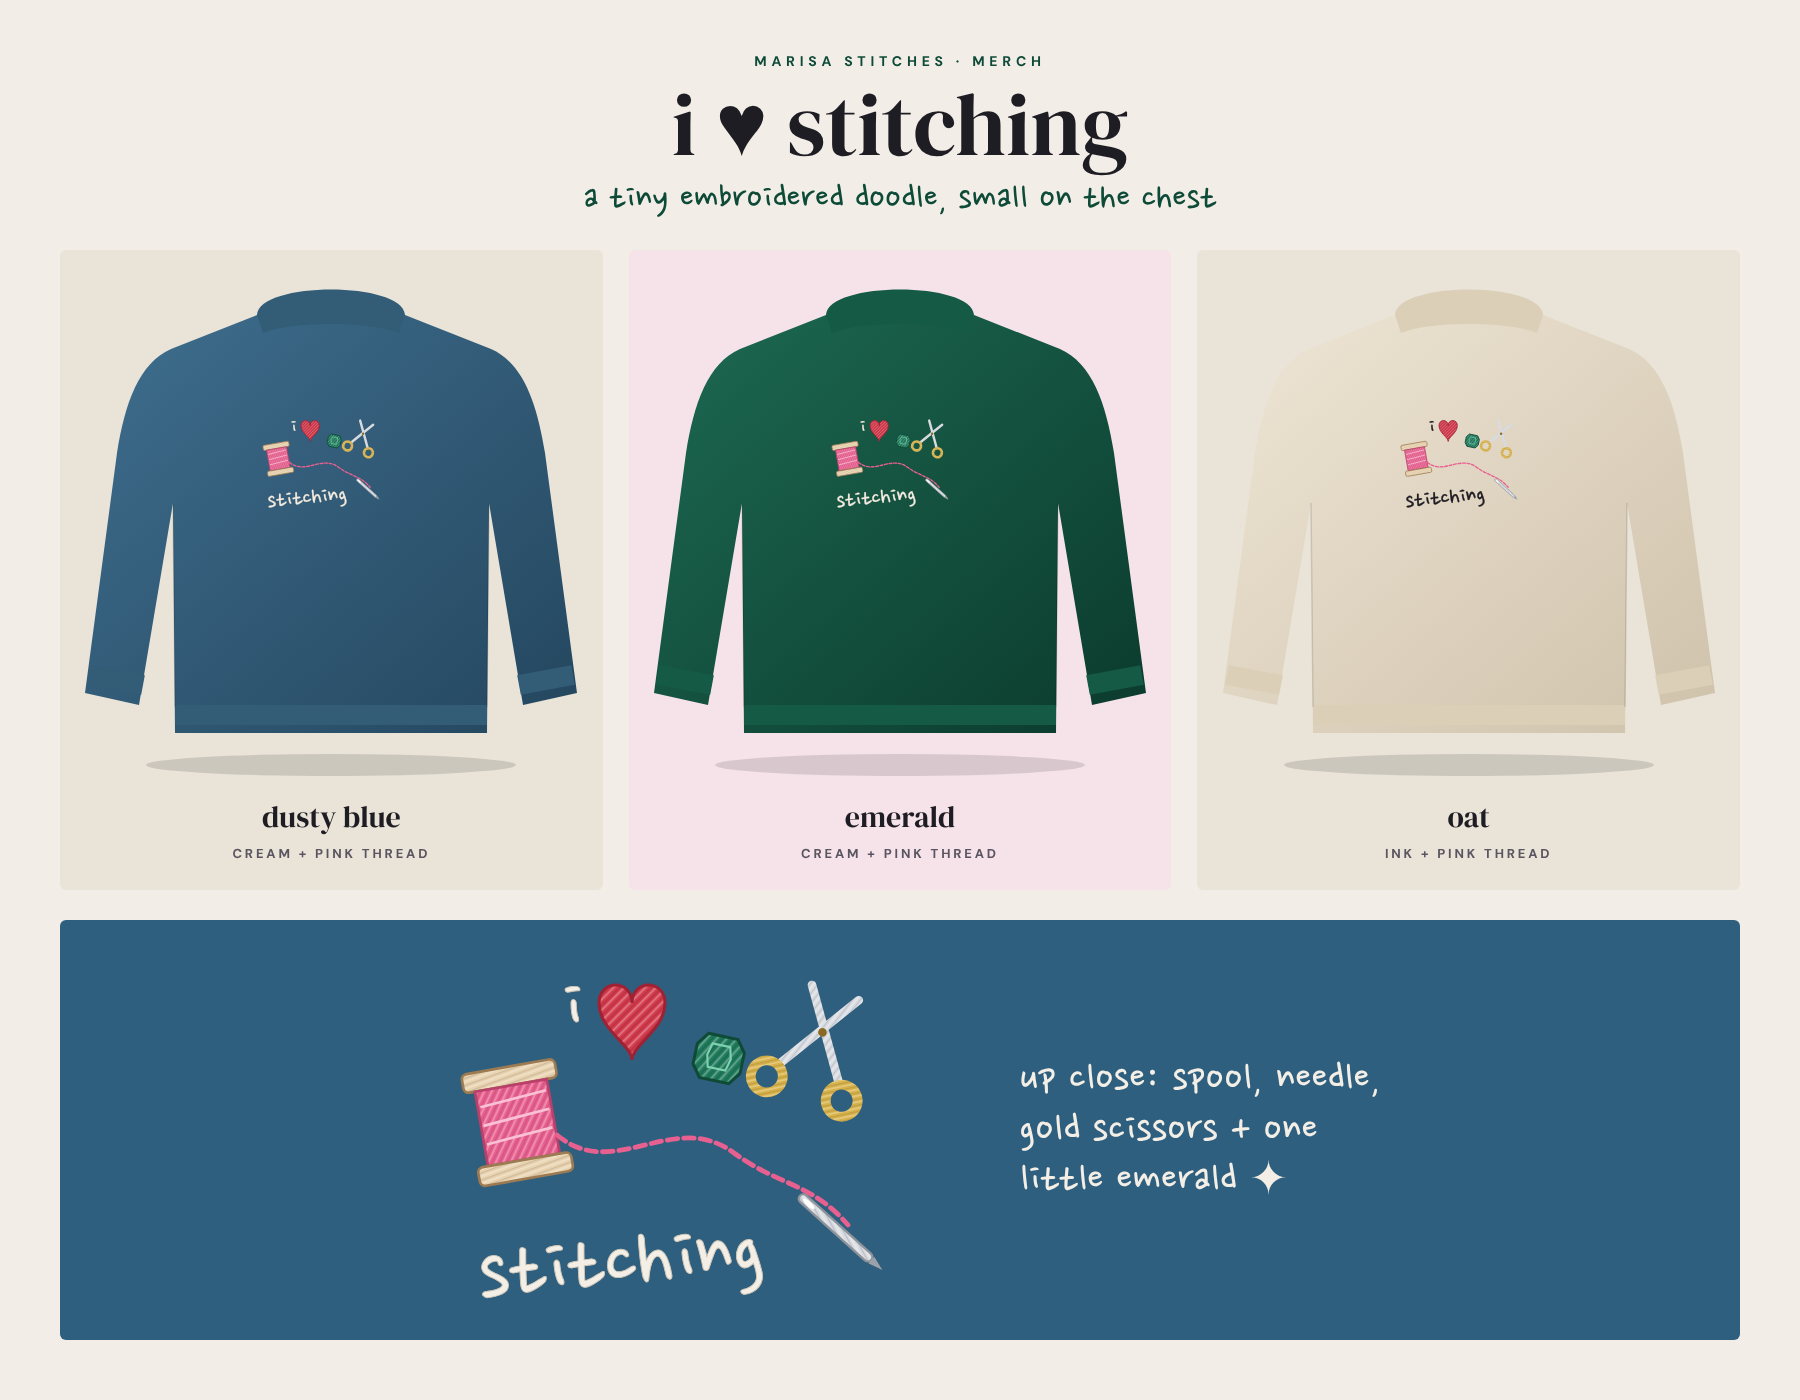 MARISA STITCHES · MERCH
i ♥ stitching
a tiny embroidered doodle, small on the chest
i
stitching
i
stitching
i
stitching
dusty blue
CREAM + PINK THREAD
emerald
CREAM + PINK THREAD
oat
INK + PINK THREAD
i
stitching
up close: spool, needle,
gold scissors + one
little emerald ✦